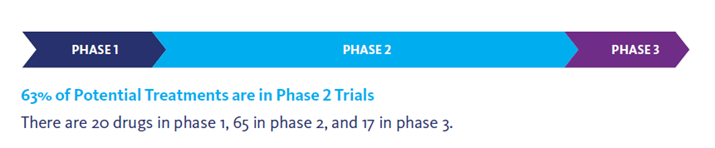 PHASE 1 PHASE 2 PHASE 3
63% of Potential Treatments are in Phase 2 Trials
There are 20 drugs in phase 1, 65 in phase 2, and 17 in phase 3.